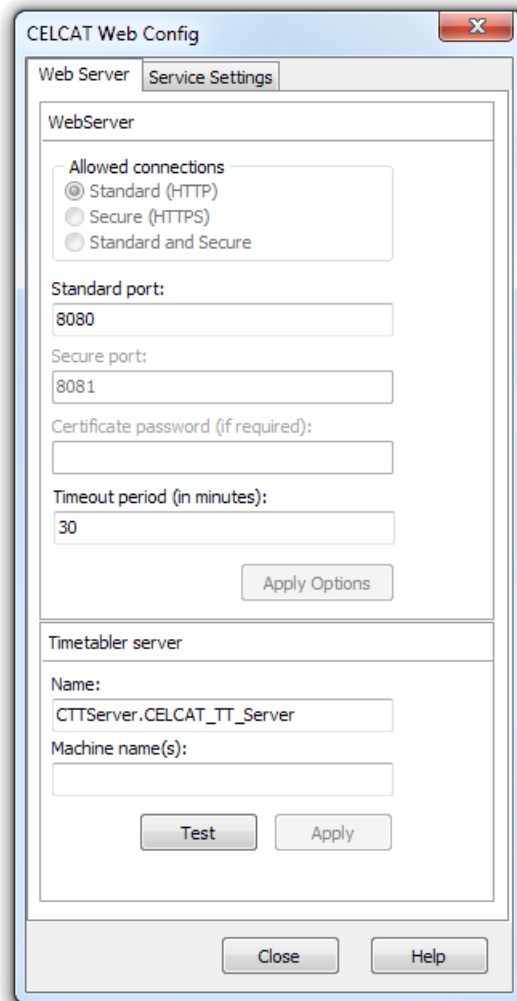 CELCAT Web Config
Web Server Service Settings
WebServer
Allowed connections
Standard (HTTP)
Secure (HTTPS)
Standard and Secure
Standard port:
8080
Secure port:
8081
Certificate password (if required):
Timeout period (in minutes):
30
Apply Options
Timetabler server
Name:
CTTServer.CELCAT_TT_Server
Machine name(s):
Test Apply
Close Help